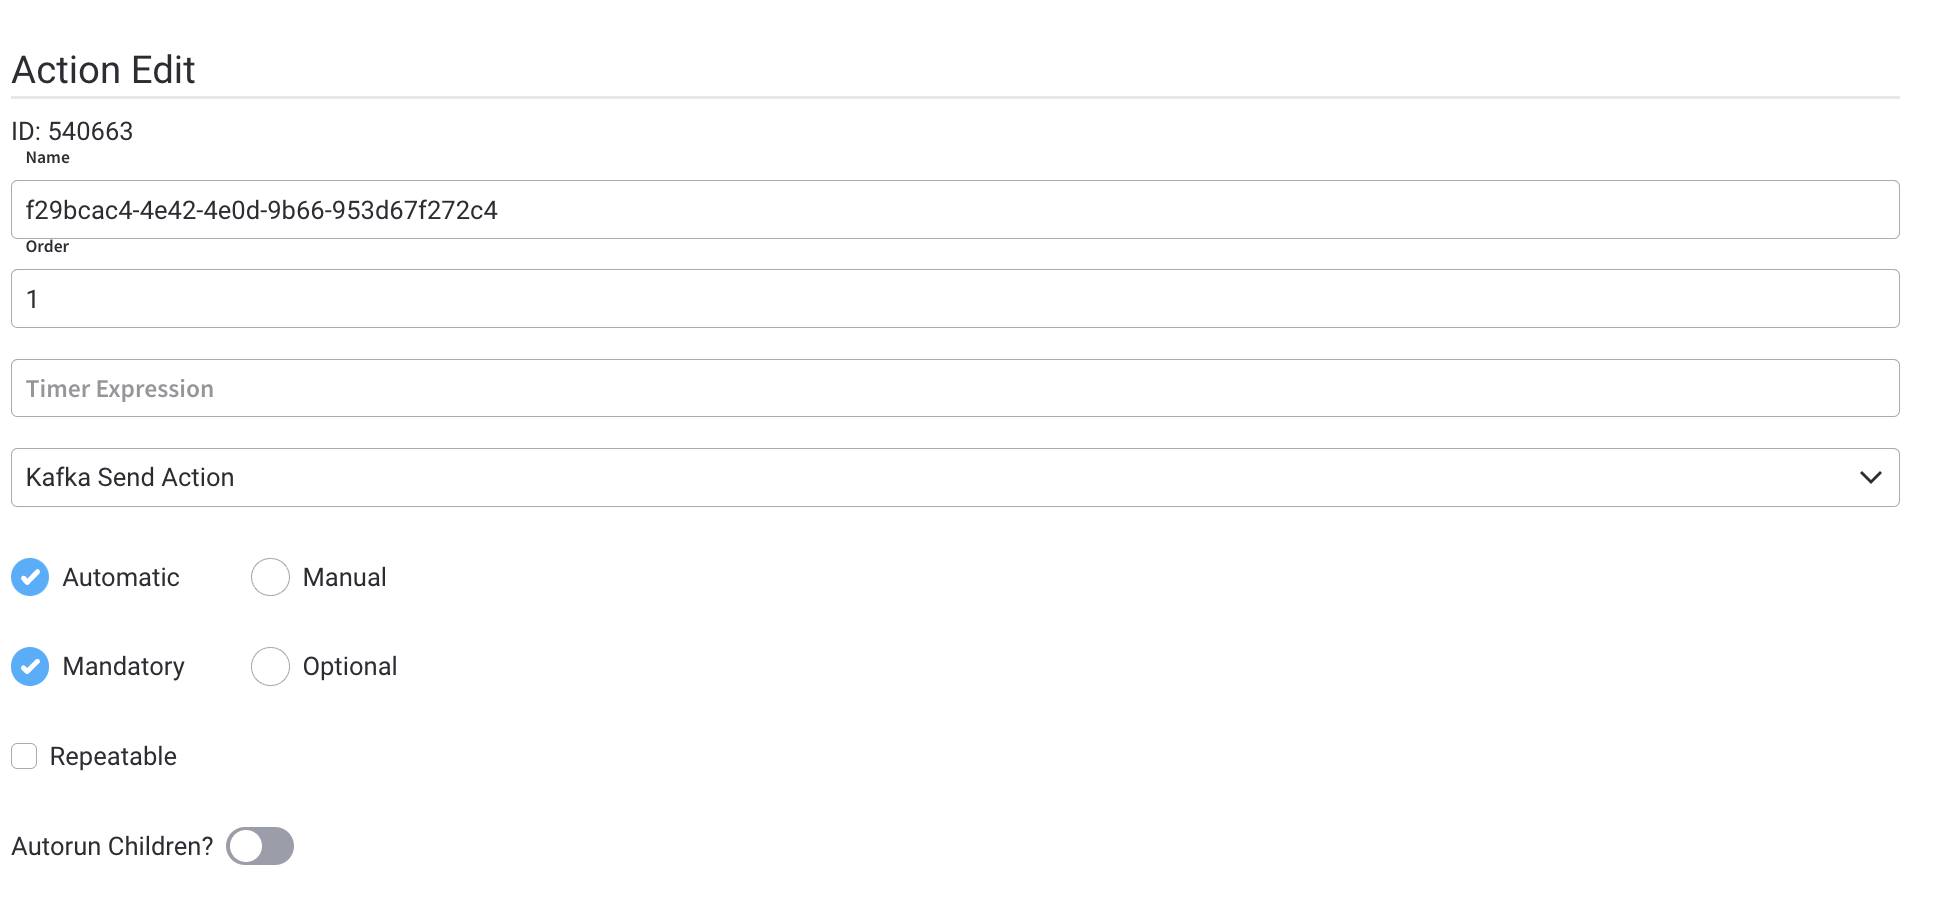 Action Edit
ID: 540663
Name
f29bcac4-4e42-4e0d-9b66-953d67f272c4
Order
1
Timer Expression
Kafka Send Action
Automatic Manual
Mandatory Optional
Repeatable
Autorun Children?